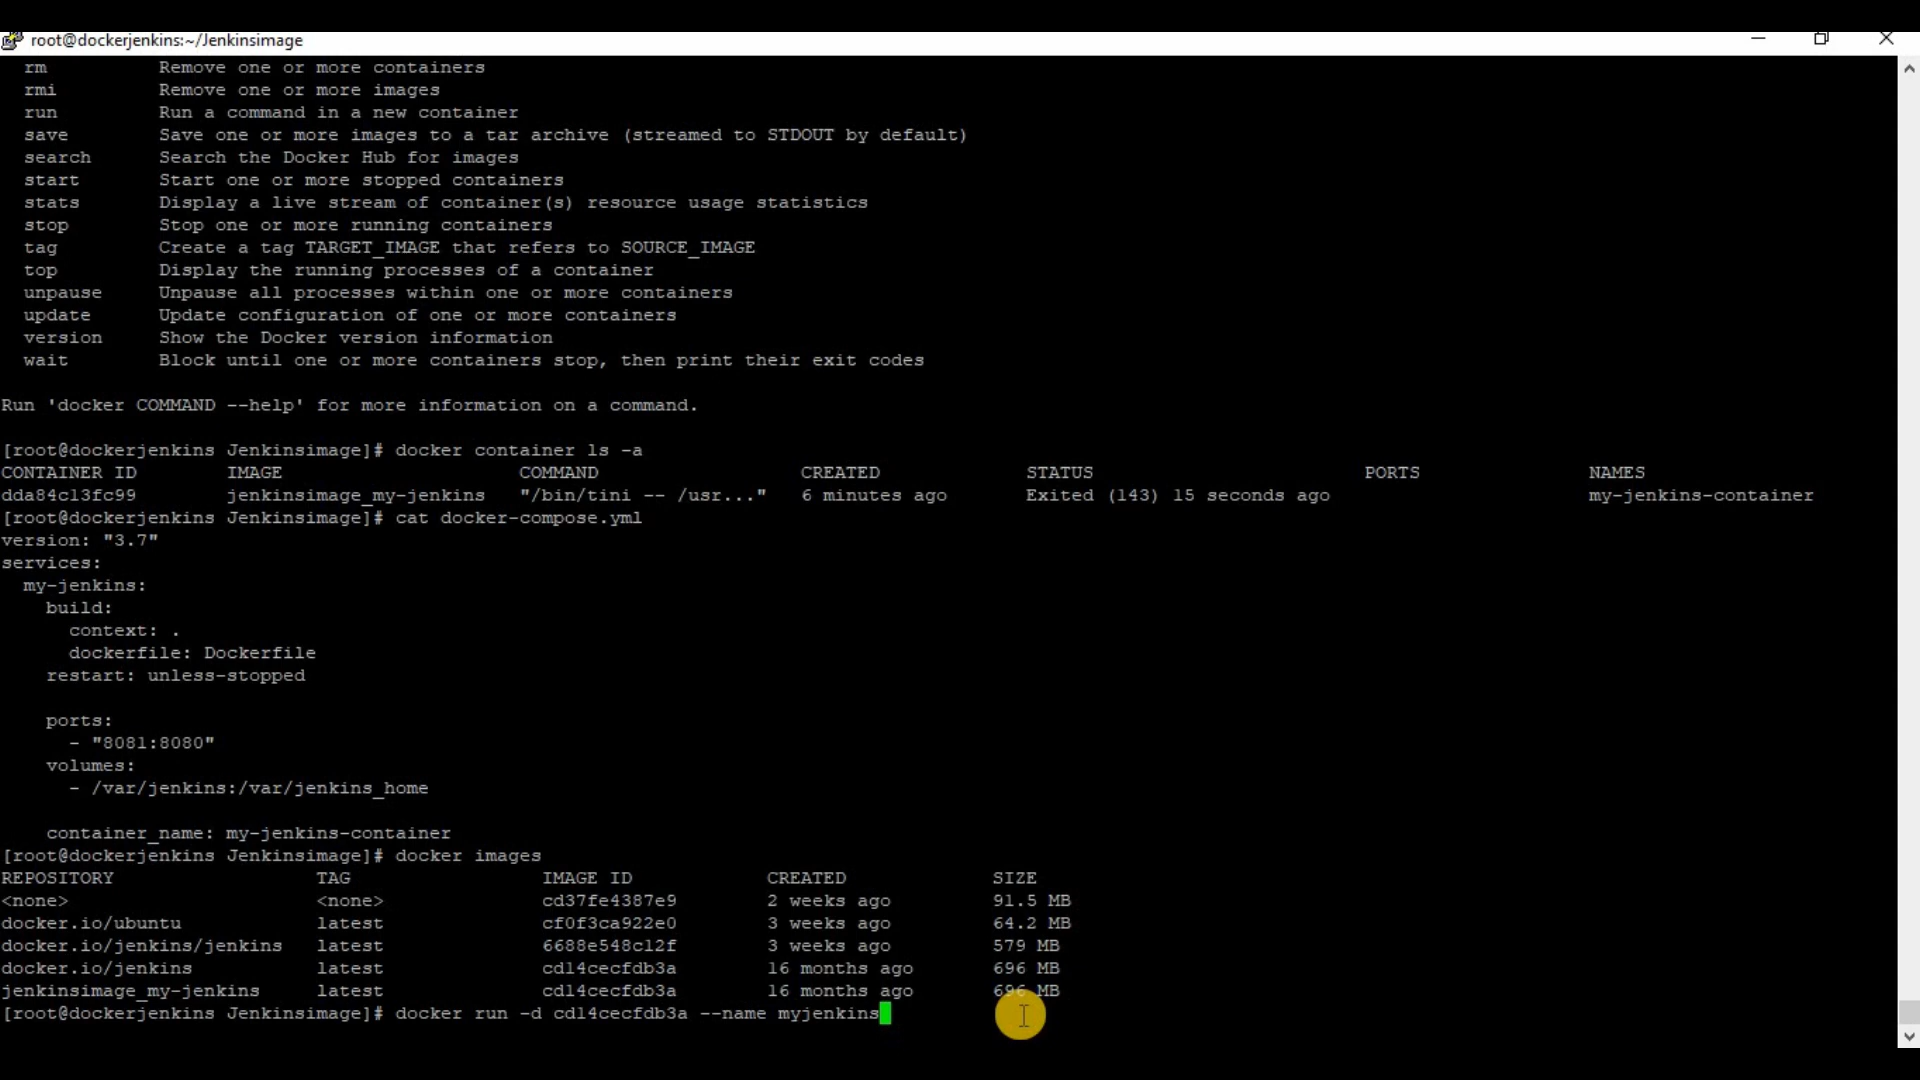 root@dockerjenkins:~/Jenkinsimage
rm Remove one or more containers
rmi Remove one or more images
run Run a command in a new container
save Save one or more images to a tar archive (streamed to STDOUT by default)
search Search the Docker Hub for images
start Start one or more stopped containers
stats Display a live stream of container(s) resource usage statistics
stop Stop one or more running containers
tag Create a tag TARGET_IMAGE that refers to SOURCE_IMAGE
top Display the running processes of a container
unpause Unpause all processes within one or more containers
update Update configuration of one or more containers
version Show the Docker version information
wait Block until one or more containers stop, then print their exit codes
Run 'docker COMMAND --help' for more information on a command.
[root@dockerjenkins Jenkinsimage]# docker container ls -a
CONTAINER ID IMAGE COMMAND CREATED STATUS PORTS NAMES
dda84c13fc99 jenkinsimage_my-jenkins "/bin/tini -- /usr..." 6 minutes ago Exited (143) 15 seconds ago my-jenkins-container
[root@dockerjenkins Jenkinsimage]# cat docker-compose.yml
version: "3.7"
services:
my-jenkins:
build:
context: .
dockerfile: Dockerfile
restart: unless-stopped
ports:
- "8081:8080"
volumes:
- /var/jenkins:/var/jenkins_home
container_name: my-jenkins-container
[root@dockerjenkins Jenkinsimage]# docker images
REPOSITORY TAG IMAGE ID CREATED SIZE
<none> <none> cd37fe4387e9 2 weeks ago 91.5 MB
docker.io/ubuntu latest cf0f3ca922e0 3 weeks ago 64.2 MB
docker.io/jenkins/jenkins latest 6688e548c12f 3 weeks ago 579 MB
docker.io/jenkins latest cd14cecfdb3a 16 months ago 696 MB
jenkinsimage_my-jenkins latest cd14cecfdb3a 16 months ago 696 MB
[root@dockerjenkins Jenkinsimage]# docker run -d cd14cecfdb3a --name myjenkins